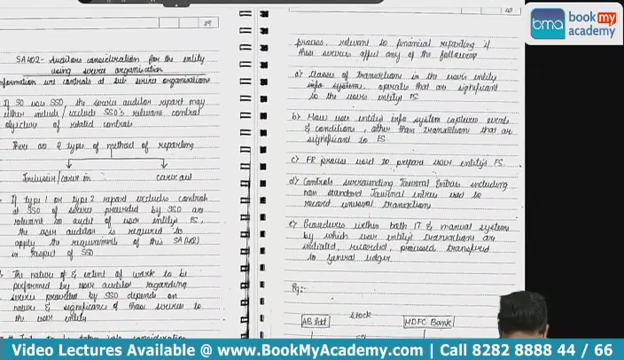 29
SA 402 - Auditors consideration for the entity
using service organisation
Information wrt controls at sub service organisations
If SO uses SSO, the service auditor report may
either include/exclude SSO's relevant control
objective & related controls
There are 2 types of method of reporting
Inclusive/carve in carve out
If type 1 or type 2 report excludes controls
at SSO & service provided by SSO are
relevant to audit of user entity's FS,
the user auditor is required to
apply the requirements of this SA 402
in respect of SSO
The nature & extent of work to be
performed by user auditor regarding
services provided by SSO depends on
nature & significance of those services to
the user entity
process, relevant to financial reporting if
these services affect any of the following
a) Classes of transactions in the user entity
info system, operats that are significant
to the users entity's FS
b) How user entity's info system captures events
and conditions, other than transactions that are
significant to FS
c) FR process used to prepare user entity's FS
d) Controls surrounding Journal Entries including
non standard Journal entries used to
record unusual transactions
e) Procedures within both IT & manual systems
by which user entity's transactions are
initiated, recorded, processed, transferred
to General ledger
Eg:
AB ltd stock HDFC Bank
bma bookmy
academy
Video Lectures Available @ www.BookMyAcademy.com | Call 8282 8888 44 / 66